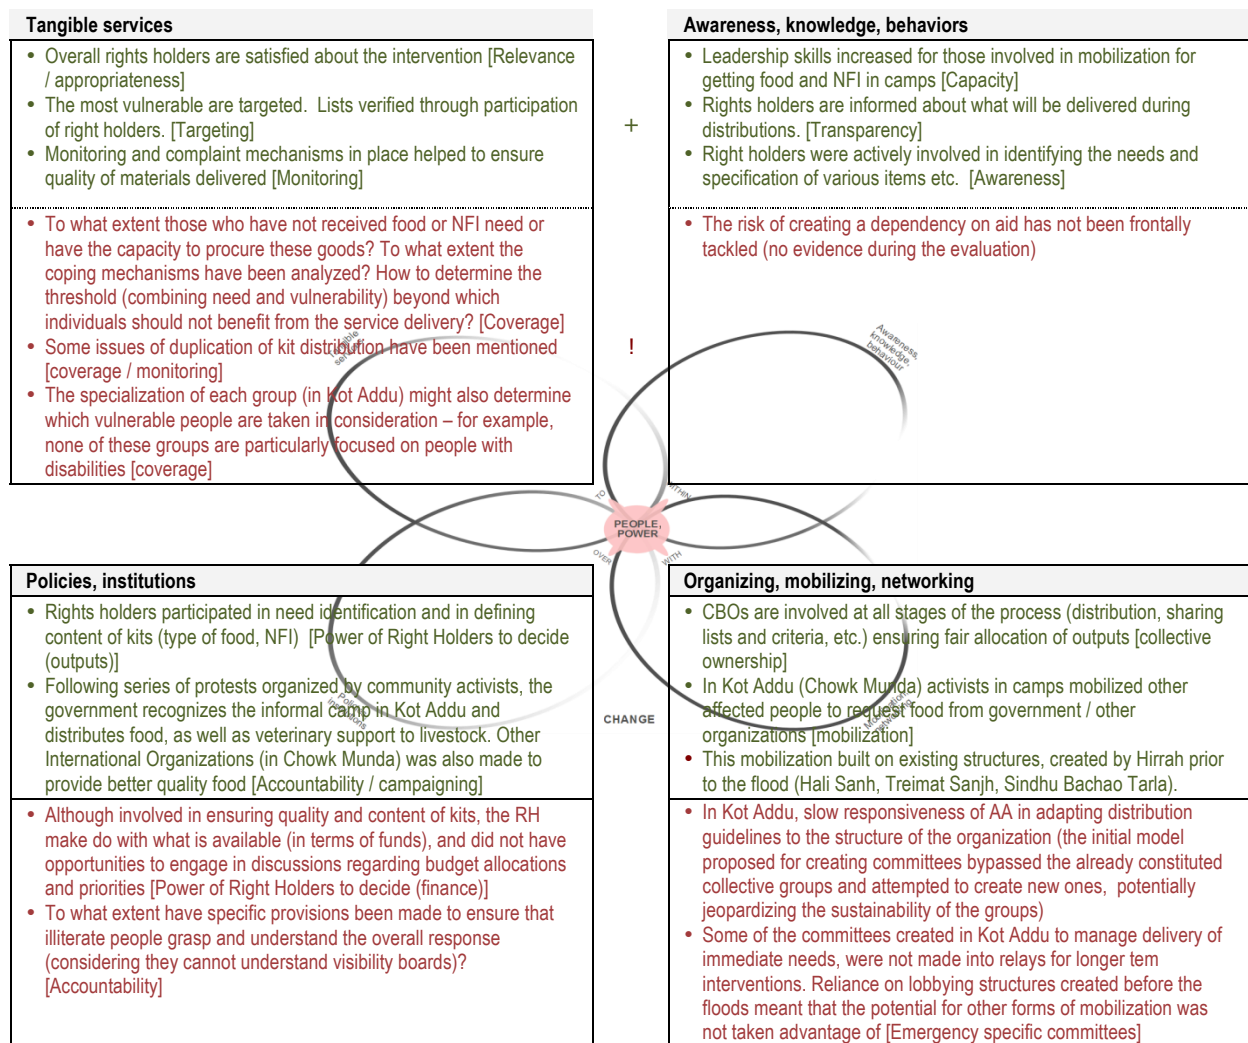 Tangible services
• Overall rights holders are satisfied about the intervention [Relevance
/ appropriateness]
• The most vulnerable are targeted. Lists verified through participation
of right holders. [Targeting]
• Monitoring and complaint mechanisms in place helped to ensure
quality of materials delivered [Monitoring]
• To what extent those who have not received food or NFI need or
have the capacity to procure these goods? To what extent the
coping mechanisms have been analyzed? How to determine the
threshold (combining need and vulnerability) beyond which
individuals should not benefit from the service delivery? [Coverage]
• Some issues of duplication of kit distribution have been mentioned
[coverage / monitoring]
• The specialization of each group (in Kot Addu) might also determine
which vulnerable people are taken in consideration – for example,
none of these groups are particularly focused on people with
disabilities [coverage]
+
!
Awareness, knowledge, behaviors
• Leadership skills increased for those involved in mobilization for
getting food and NFI in camps [Capacity]
• Rights holders are informed about what will be delivered during
distributions. [Transparency]
• Right holders were actively involved in identifying the needs and
specification of various items etc. [Awareness]
• The risk of creating a dependency on aid has not been frontally
tackled (no evidence during the evaluation)
Tangible
services
Awareness,
knowledge,
behaviour
TO
WITHIN
PEOPLE,
POWER
OVER
WITH
Policies, institutions
• Rights holders participated in need identification and in defining
content of kits (type of food, NFI) [Power of Right Holders to decide
(outputs)]
• Following series of protests organized by community activists, the
government recognizes the informal camp in Kot Addu and
distributes food, as well as veterinary support to livestock. Other
International Organizations (in Chowk Munda) was also made to
provide better quality food [Accountability / campaigning]
• Although involved in ensuring quality and content of kits, the RH
make do with what is available (in terms of funds), and did not have
opportunities to engage in discussions regarding budget allocations
and priorities [Power of Right Holders to decide (finance)]
• To what extent have specific provisions been made to ensure that
illiterate people grasp and understand the overall response
(considering they cannot understand visibility boards)?
[Accountability]
Policies,
institutions
CHANGE
Mobilization,
networking
Organizing, mobilizing, networking
• CBOs are involved at all stages of the process (distribution, sharing
lists and criteria, etc.) ensuring fair allocation of outputs [collective
ownership]
• In Kot Addu (Chowk Munda) activists in camps mobilized other
affected people to request food from government / other
organizations [mobilization]
• This mobilization built on existing structures, created by Hirrah prior
to the flood (Hali Sanh, Treimat Sanjh, Sindhu Bachao Tarla).
• In Kot Addu, slow responsiveness of AA in adapting distribution
guidelines to the structure of the organization (the initial model
proposed for creating committees bypassed the already constituted
collective groups and attempted to create new ones, potentially
jeopardizing the sustainability of the groups)
• Some of the committees created in Kot Addu to manage delivery of
immediate needs, were not made into relays for longer tem
interventions. Reliance on lobbying structures created before the
floods meant that the potential for other forms of mobilization was
not taken advantage of [Emergency specific committees]